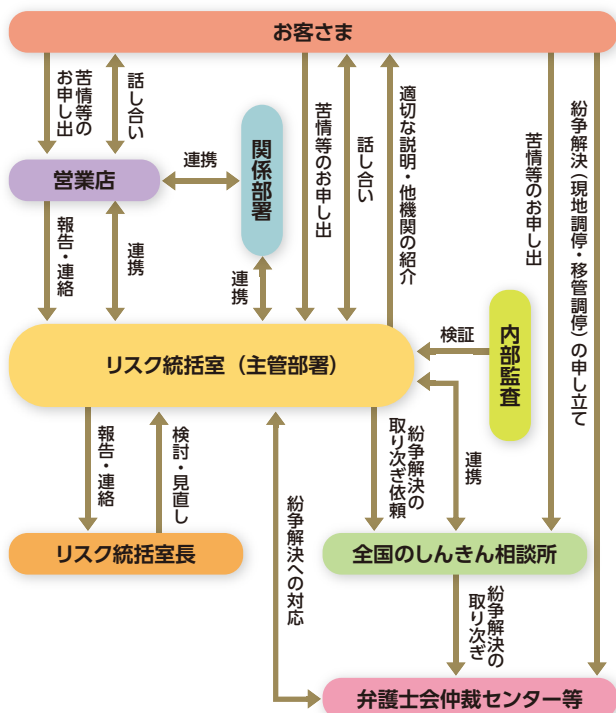 お客さま
苦情等の
お申し出
話し合い
苦情等のお申し出
話し合い
適切な説明・他機関の紹介
苦情等のお申し出
紛争解決（現地調停・移管調停）の申し立て
営業店
連携
関係部署
報告・連絡
連携
連携
検証
内部監査
リスク統括室（主管部署）
報告・連絡
検討・見直し
紛争解決への対応
紛争解決の
取り次ぎ依頼
連携
リスク統括室長
全国のしんきん相談所
紛争解決の
取り次ぎ
弁護士会仲裁センター等